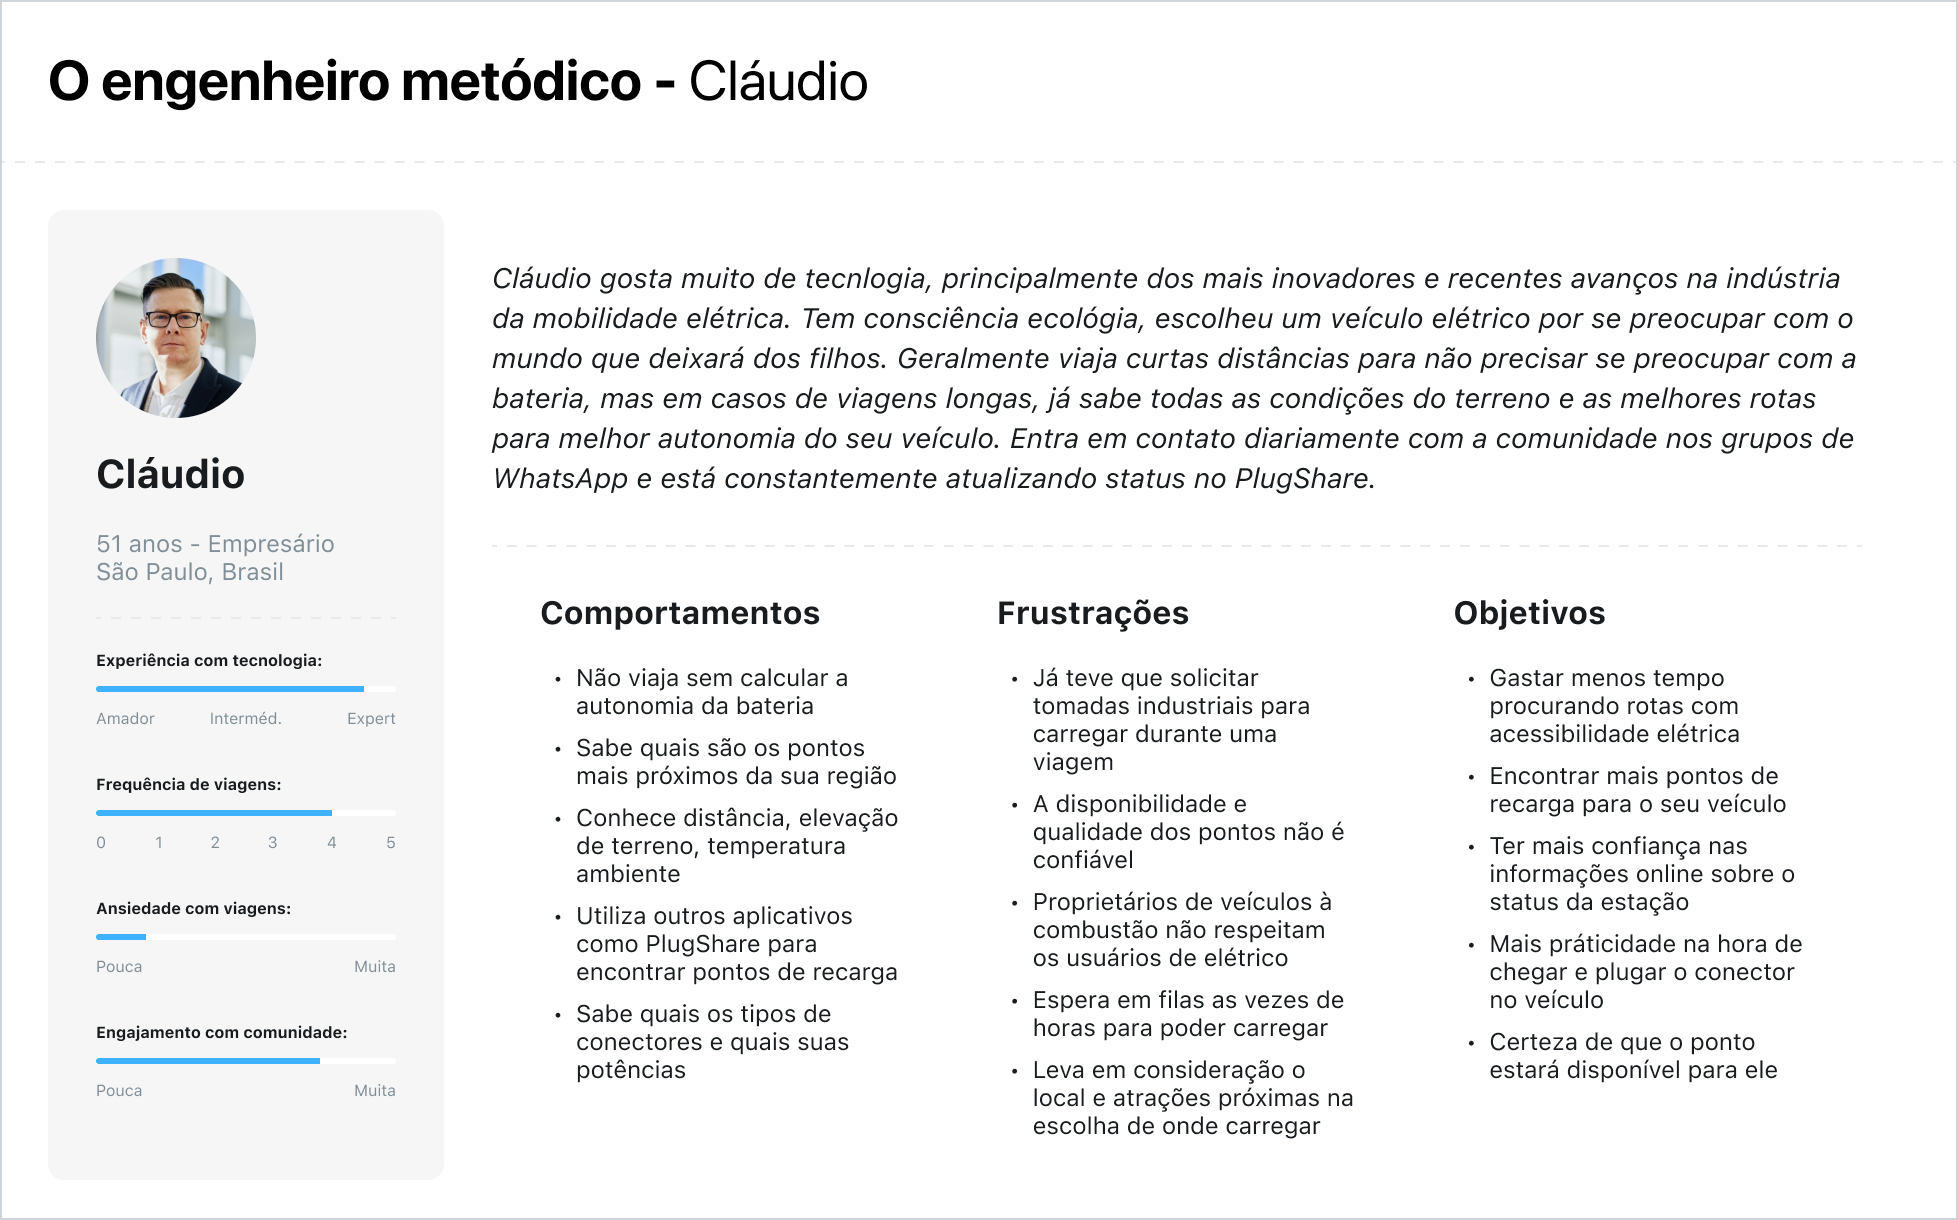 O engenheiro metódico - Cláudio
Cláudio
51 anos - Empresário
São Paulo, Brasil
Experiência com tecnologia:
Amador Interméd. Expert
Frequência de viagens:
0 1 2 3 4 5
Ansiedade com viagens:
Pouca Muita
Engajamento com comunidade:
Pouca Muita
Cláudio gosta muito de tecnlogia, principalmente dos mais inovadores e recentes avanços na indústria
da mobilidade elétrica. Tem consciência ecológia, escolheu um veículo elétrico por se preocupar com o
mundo que deixará dos filhos. Geralmente viaja curtas distâncias para não precisar se preocupar com a
bateria, mas em casos de viagens longas, já sabe todas as condições do terreno e as melhores rotas
para melhor autonomia do seu veículo. Entra em contato diariamente com a comunidade nos grupos de
WhatsApp e está constantemente atualizando status no PlugShare.
Comportamentos
• Não viaja sem calcular a
autonomia da bateria
• Sabe quais são os pontos
mais próximos da sua região
• Conhece distância, elevação
de terreno, temperatura
ambiente
• Utiliza outros aplicativos
como PlugShare para
encontrar pontos de recarga
• Sabe quais os tipos de
conectores e quais suas
potências
Frustrações
• Já teve que solicitar
tomadas industriais para
carregar durante uma
viagem
• A disponibilidade e
qualidade dos pontos não é
confiável
• Proprietários de veículos à
combustão não respeitam
os usuários de elétrico
• Espera em filas as vezes de
horas para poder carregar
• Leva em consideração o
local e atrações próximas na
escolha de onde carregar
Objetivos
• Gastar menos tempo
procurando rotas com
acessibilidade elétrica
• Encontrar mais pontos de
recarga para o seu veículo
• Ter mais confiança nas
informações online sobre o
status da estação
• Mais práticidade na hora de
chegar e plugar o conector
no veículo
• Certeza de que o ponto
estará disponível para ele